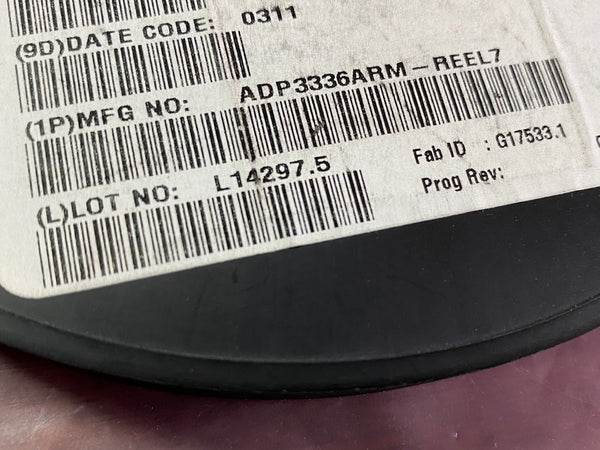 (9D)DATE CODE: 0311
(1P)MFG NO: ADP3336ARM-REEL7
(L)LOT NO: L14297.5
Fab ID : G17533.1
Prog Rev: